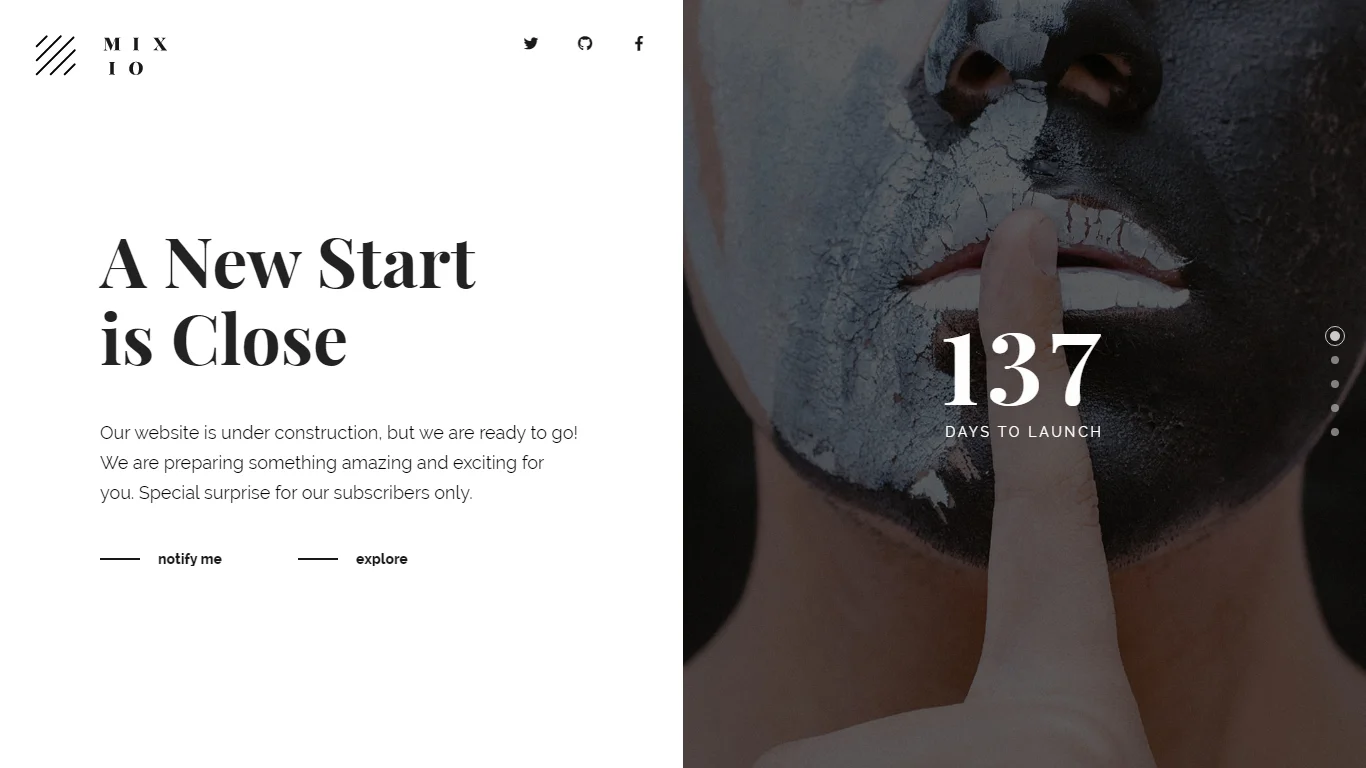 MIX
IO
A New Start
is Close
Our website is under construction, but we are ready to go!
We are preparing something amazing and exciting for
you. Special surprise for our subscribers only.
notify me
explore
137
DAYS TO LAUNCH